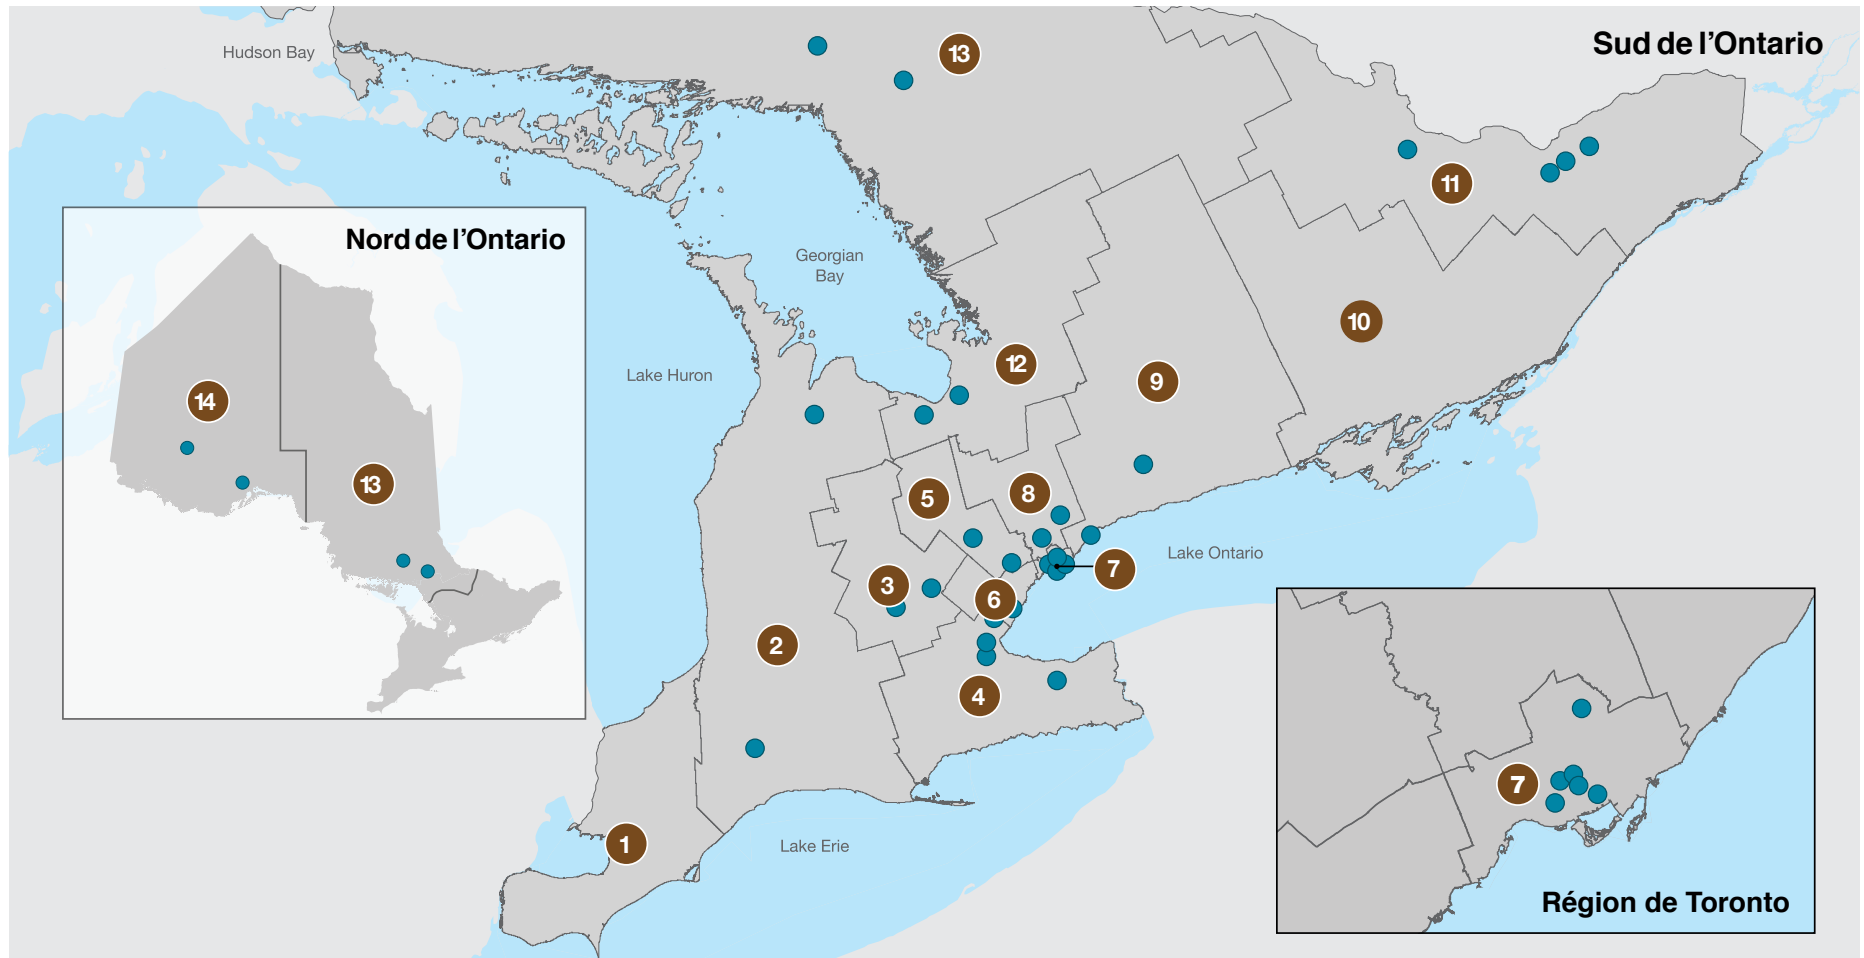 Sud de l'Ontario
Hudson Bay
13
11
Nord de l'Ontario
Georgian
Bay
10
12
9
Lake Huron
14
13
5
8
Lake Ontario
7
3
6
2
4
7
1
Lake Erie
Région de Toronto